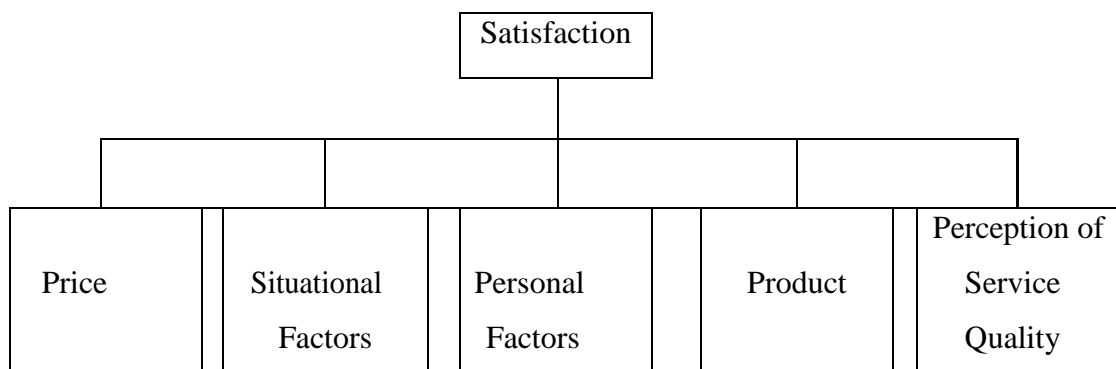 Satisfaction
Price
Situational
Factors
Personal
Factors
Product
Perception of
Service
Quality